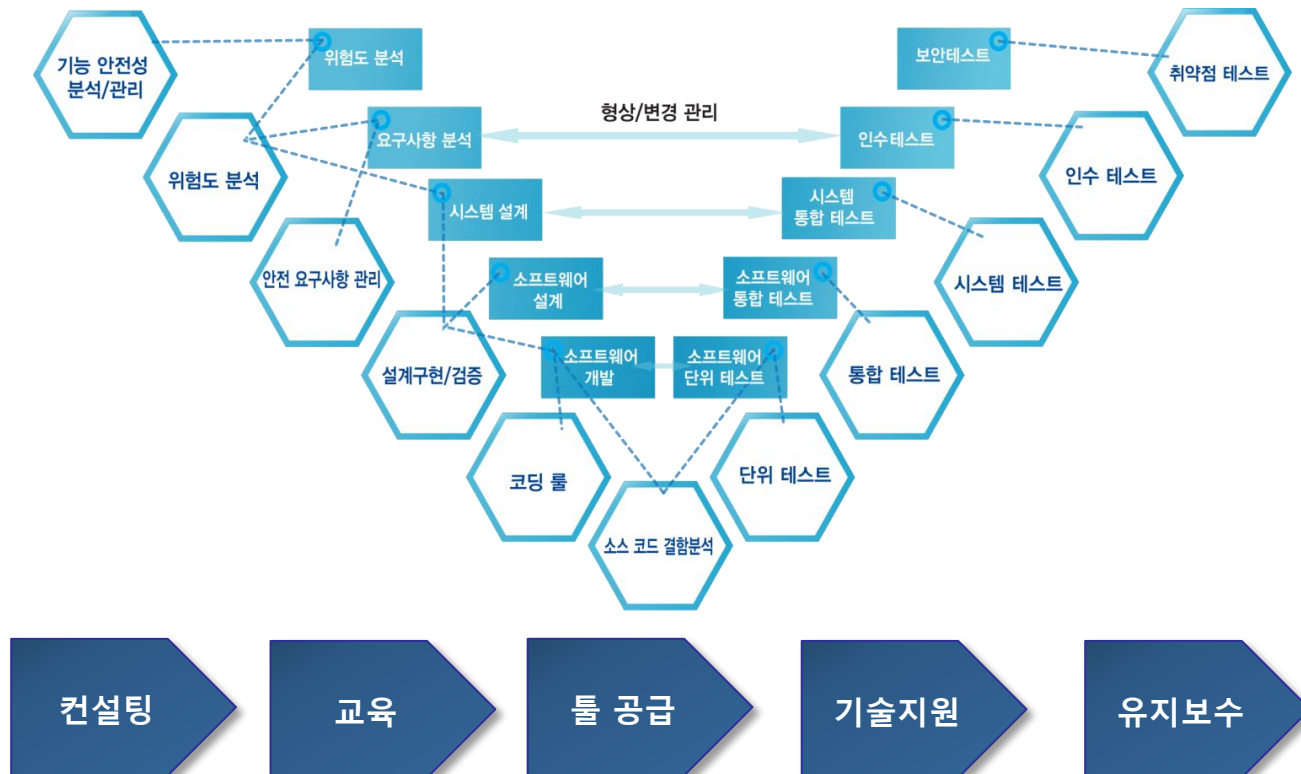 기능 안전성
분석/관리
위험도 분석
보안테스트
취약점 테스트
형상/변경 관리
요구사항 분석
인수테스트
위험도 분석
인수 테스트
시스템 설계
시스템
통합 테스트
안전 요구사항 관리
시스템 테스트
소프트웨어
설계
소프트웨어
통합 테스트
설계구현/검증
소프트웨어
개발
소프트웨어
단위 테스트
통합 테스트
코딩 룰
단위 테스트
소스 코드 결함분석
컨설팅
교육
툴 공급
기술지원
유지보수